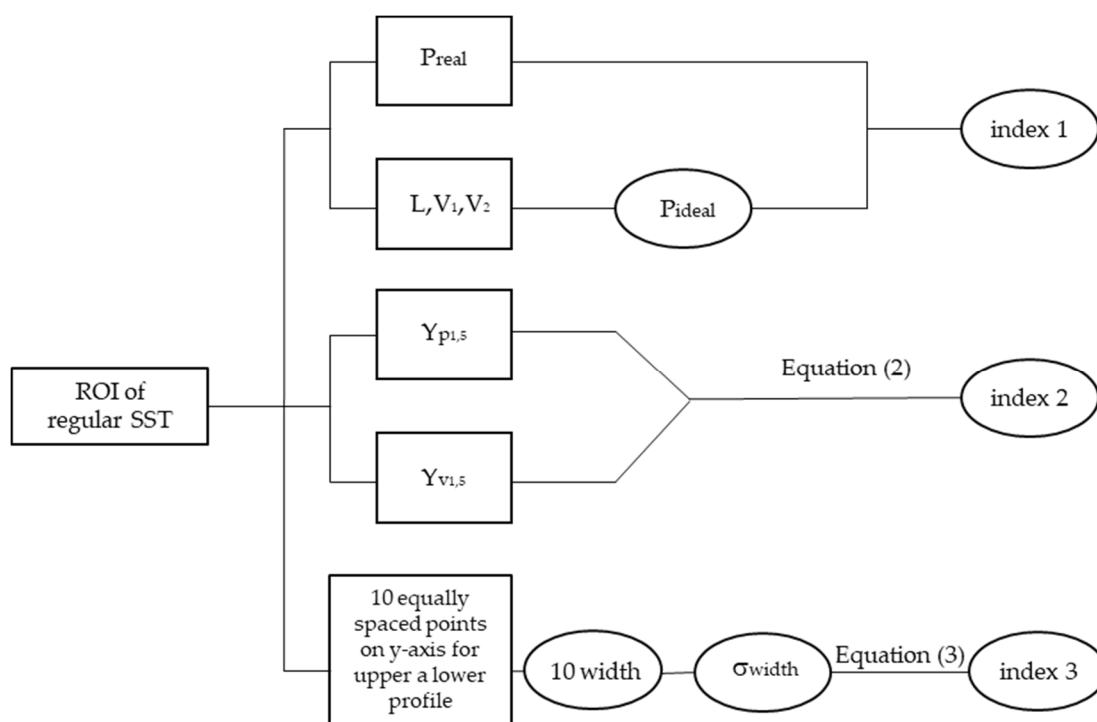 Preal
index 1
L,V1,V2
Pideal
Yp1,5
Equation (2)
ROI of
regular SST
index 2
Yv1,5
10 equally
spaced points
on y-axis for
upper a lower
profile
10 width
σwidth
Equation (3)
index 3